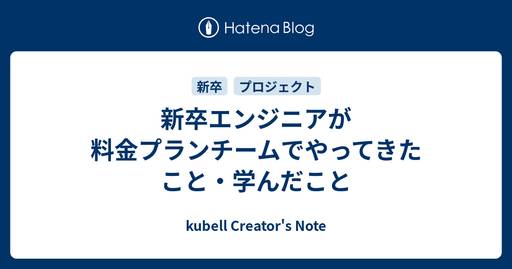 Hatena Blog
新卒 プロジェクト
新卒エンジニアが
料金プランチームでやってきた
こと・学んだこと
kubell Creator's Note